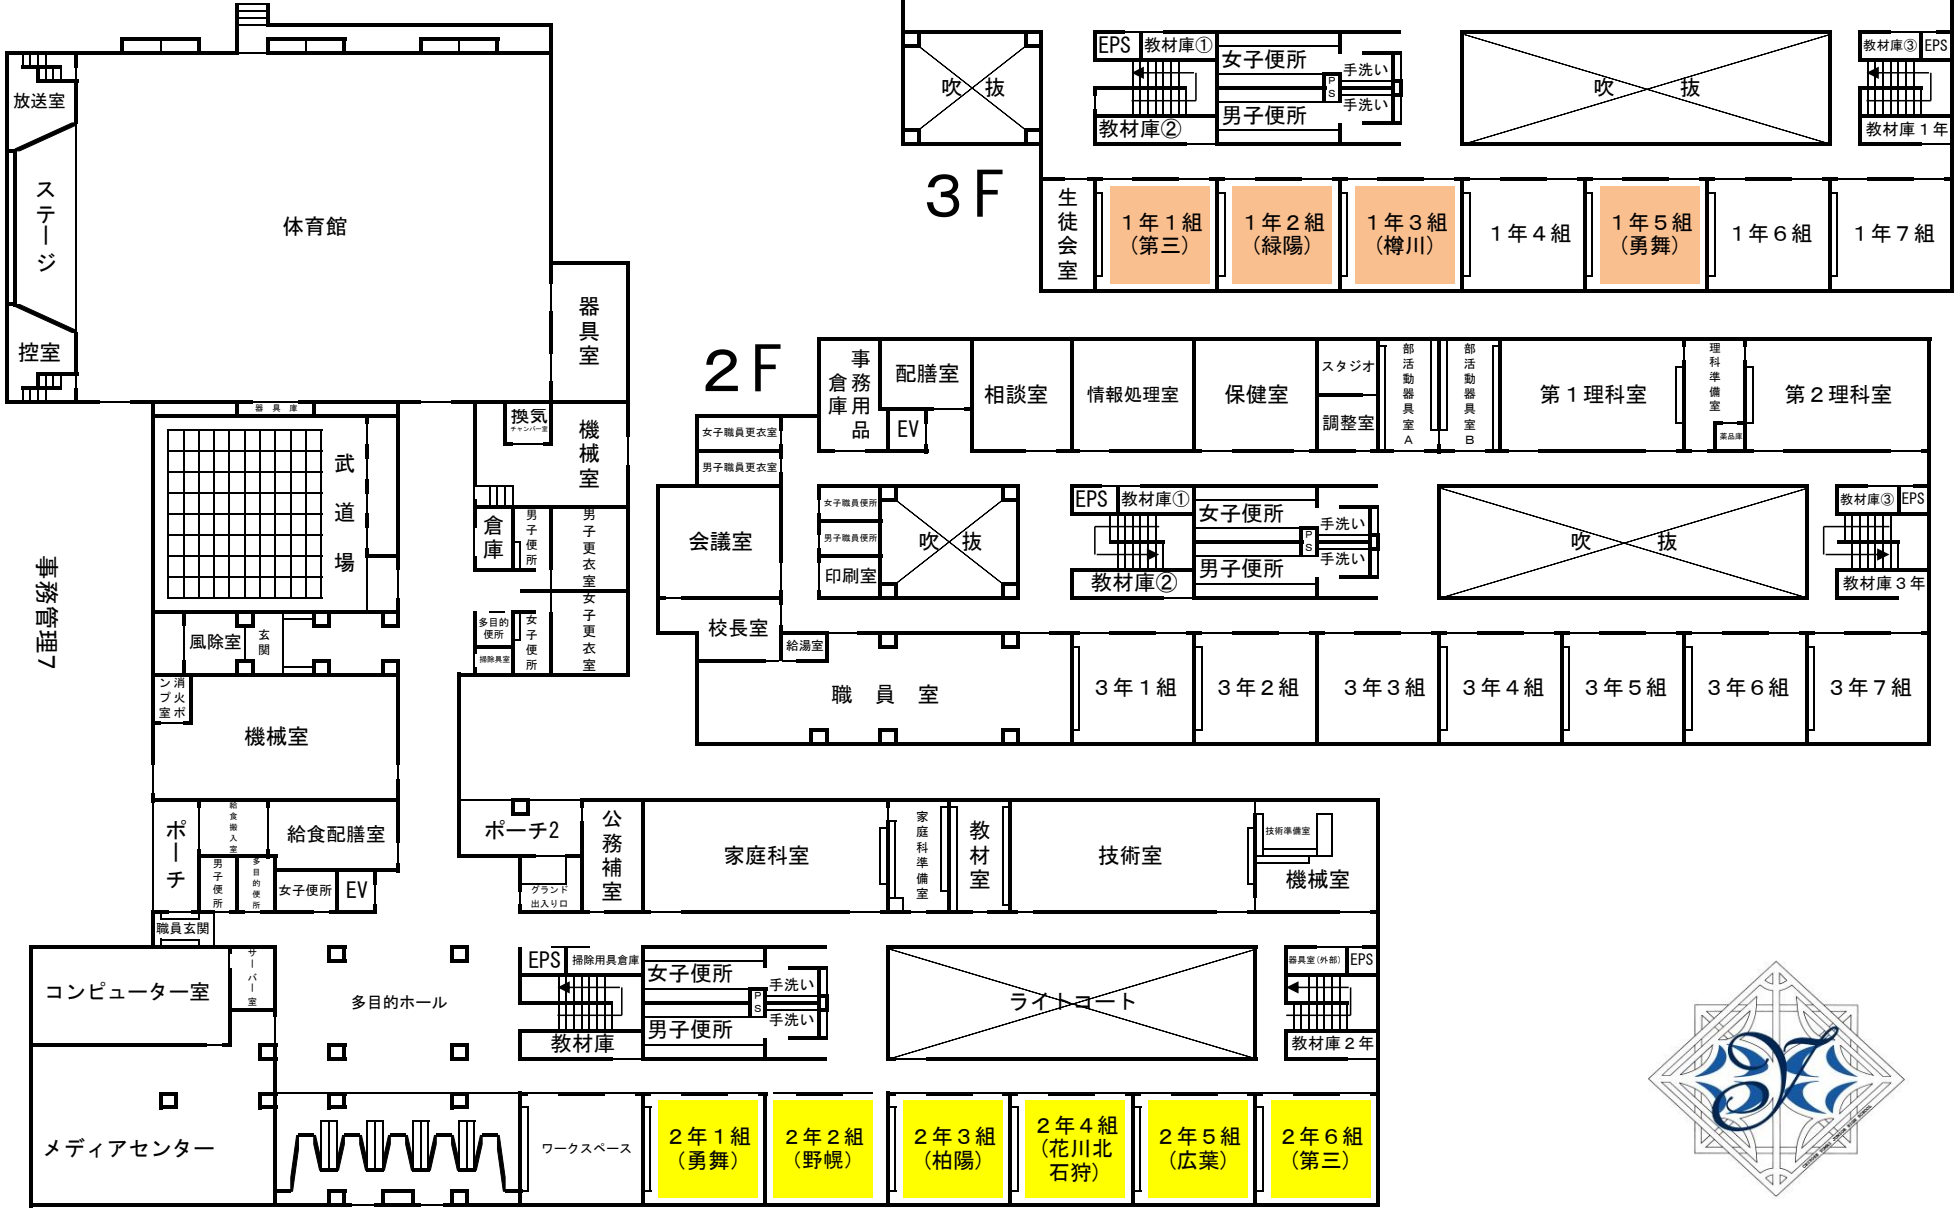 放送室
ステージ
控室
体育館
器具室
器具庫
換気
チャンバー室
機械室
武道場
倉庫
男子便所
男子更衣室
女子更衣室
多目的
便所
掃除具室
女子便所
風除室
玄関
消火ポ
ンプ室
機械室
事務管理7
3F
吹抜
EPS
教材庫①
教材庫②
女子便所
男子便所
PS
手洗い
手洗い
吹抜
教材庫③
EPS
教材庫1年
生徒会室
1年1組
(第三)
1年2組
(緑陽)
1年3組
(樽川)
1年4組
1年5組
(勇舞)
1年6組
1年7組
2F
事務用品
倉庫
配膳室
EV
相談室
情報処理室
保健室
スタジオ
調整室
部活動器具室A
部活動器具室B
第1理科室
理科準備室
薬品庫
第2理科室
女子職員更衣室
男子職員更衣室
会議室
女子職員便所
男子職員便所
印刷室
吹抜
EPS
教材庫①
教材庫②
女子便所
男子便所
PS
手洗い
手洗い
吹抜
教材庫③
EPS
教材庫3年
校長室
給湯室
職員室
3年1組
3年2組
3年3組
3年4組
3年5組
3年6組
3年7組
ポーチ
給食搬入室
給食配膳室
男子便所
多目的便所
女子便所
EV
職員玄関
ポーチ2
グランド
出入り口
公務補室
家庭科室
家庭科準備室
教材室
技術室
技術準備室
機械室
コンピューター室
サーバー室
多目的ホール
EPS
掃除用具倉庫
教材庫
女子便所
男子便所
PS
手洗い
手洗い
ライトコート
器具室(外部)
EPS
教材庫2年
メディアセンター
ワークスペース
2年1組
(勇舞)
2年2組
(野幌)
2年3組
(柏陽)
2年4組
(花川北
石狩)
2年5組
(広葉)
2年6組
(第三)